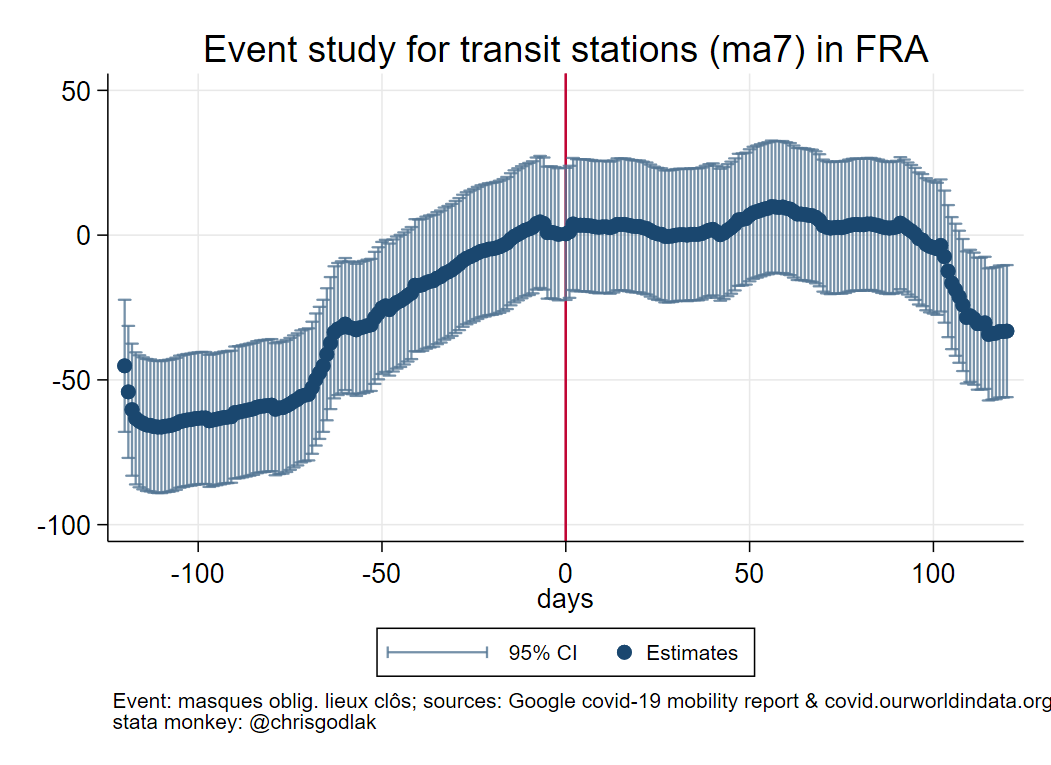 Event study for transit stations (ma7) in FRA
50
0
-50
-100
-100 -50 0 50 100
days
95% CI Estimates
Event: masques oblig. lieux clôs; sources: Google covid-19 mobility report & covid.ourworldindata.org
stata monkey: @chrisgodlak